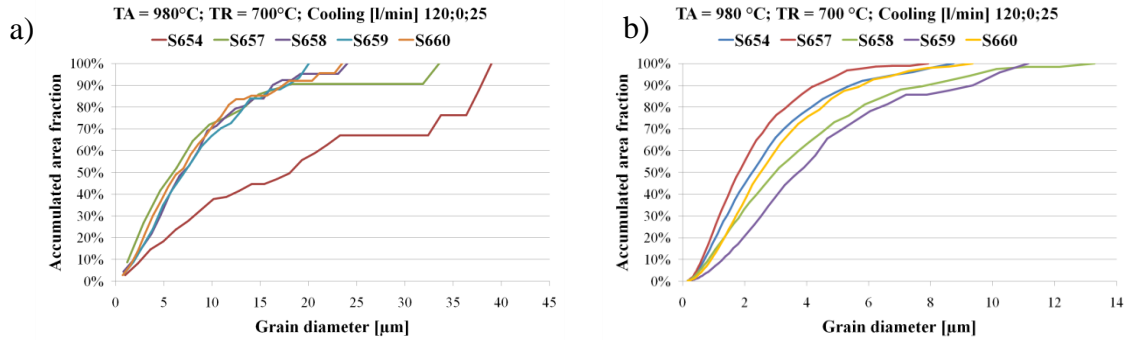 a)
TA = 980°C; TR = 700°C; Cooling [l/min] 120;0;25
S654 S657 S658 S659 S660
100%
90%
80%
70%
60%
50%
40%
30%
20%
10%
0%
Accumulated area fraction
0 5 10 15 20 25 30 35 40 45
Grain diameter [µm]
b)
TA = 980 °C; TR = 700 °C; Cooling [l/min] 120;0;25
S654 S657 S658 S659 S660
100%
90%
80%
70%
60%
50%
40%
30%
20%
10%
0%
Accumulated area fraction
0 2 4 6 8 10 12 14
Grain diameter [µm]